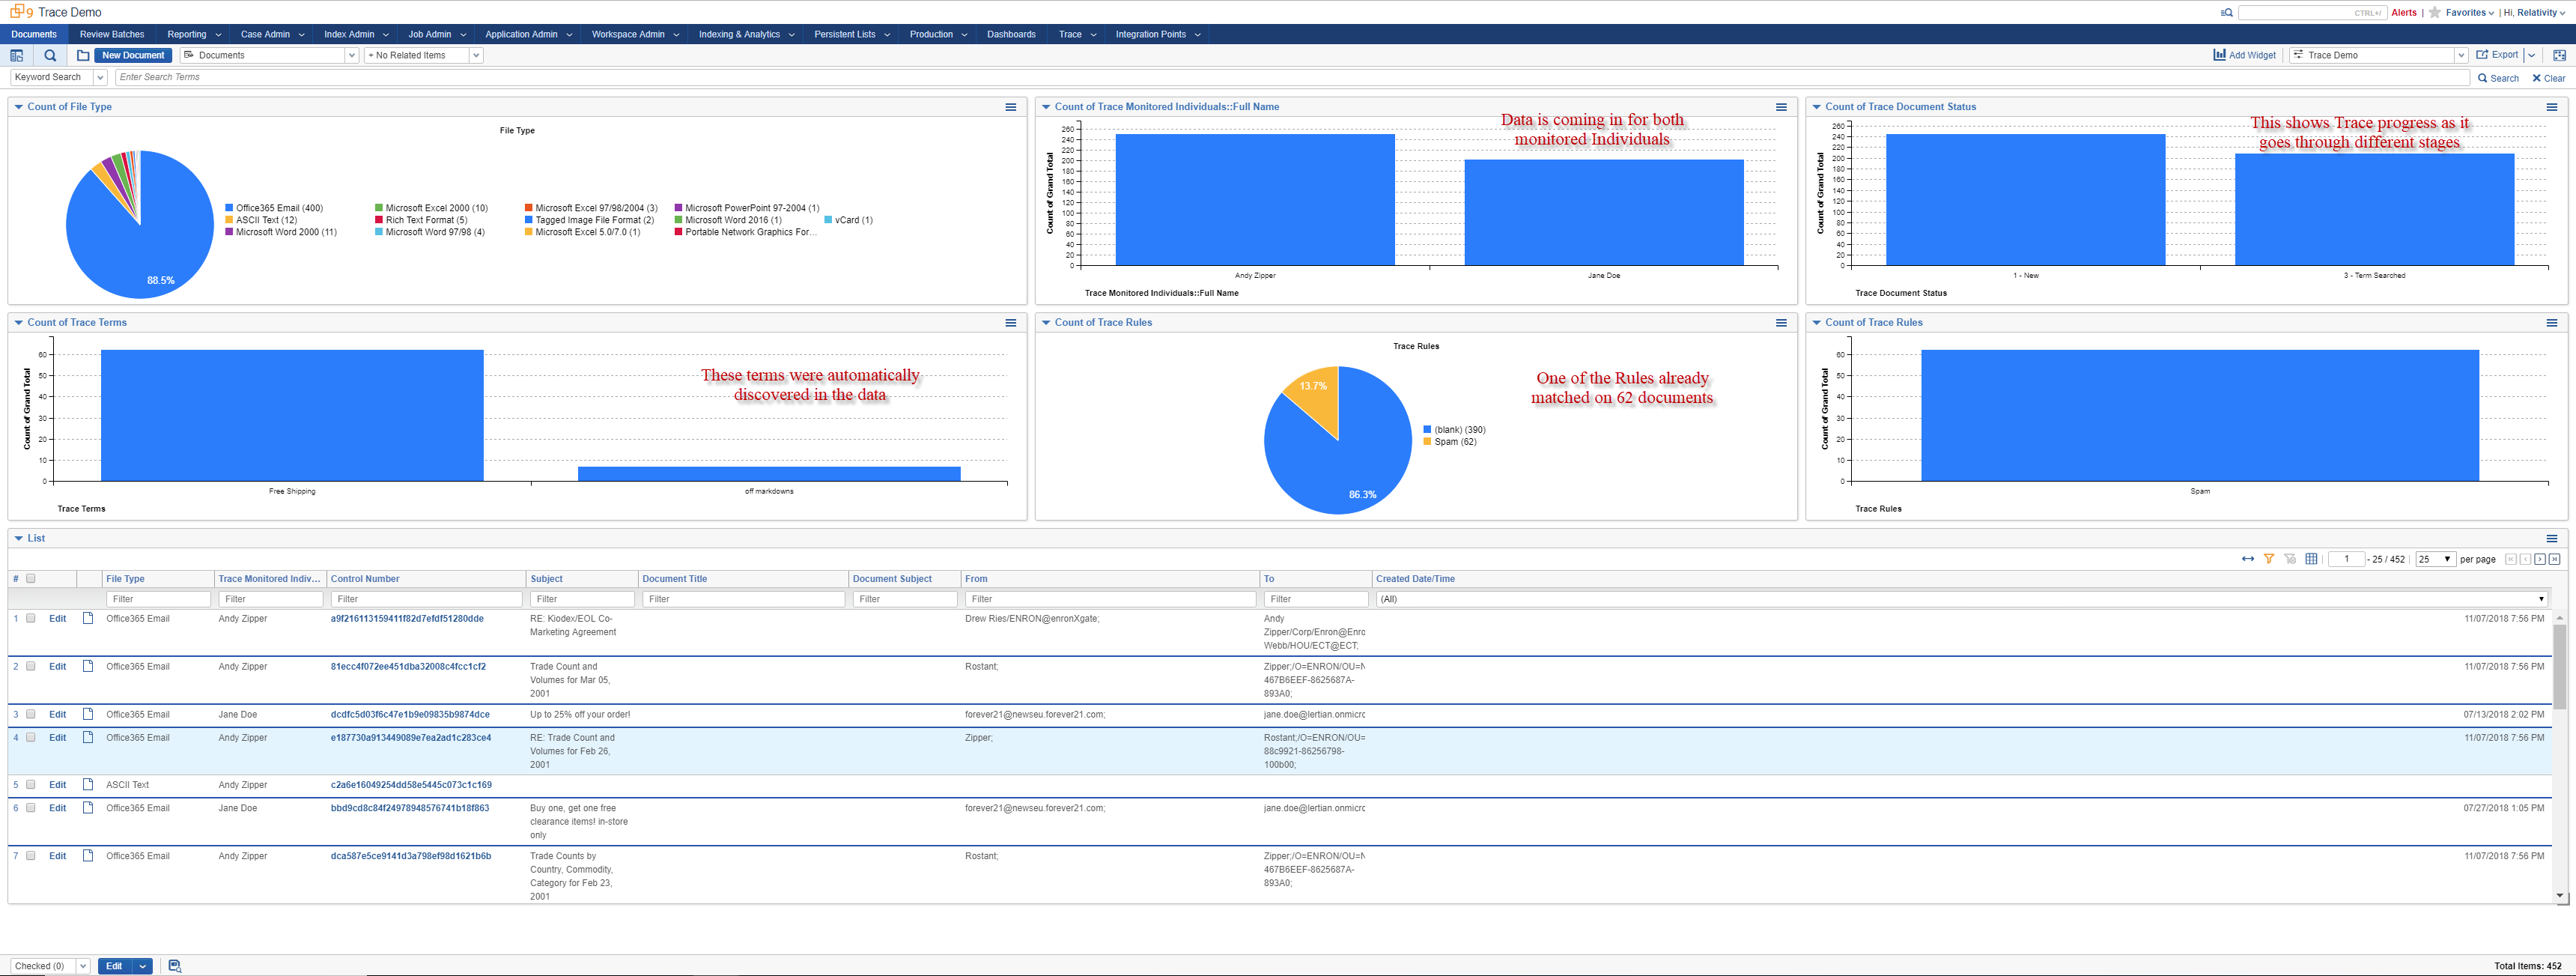 9 Trace Demo
CTRL+/ Alerts | Favorites | Hi, Relativity
Documents Review Batches Reporting Case Admin Index Admin Job Admin Application Admin Workspace Admin Indexing & Analytics Persistent Lists Production Dashboards Trace Integration Points
New Document Documents + No Related Items Add Widget Trace Demo Export
Keyword Search Enter Search Terms Search Clear
Count of File Type
File Type
88.5%
Office365 Email (400)
ASCII Text (12)
Microsoft Word 2000 (11)
Microsoft Excel 2000 (10)
Rich Text Format (5)
Microsoft Word 97/98 (4)
Microsoft Excel 97/98/2004 (3)
Tagged Image File Format (2)
Microsoft Excel 5.0/7.0 (1)
Microsoft PowerPoint 97-2004 (1)
Microsoft Word 2016 (1)
Portable Network Graphics For...
vCard (1)
Count of Trace Monitored Individuals::Full Name
Data is coming in for both
monitored Individuals
Count of Grand Total
260
240
220
200
180
160
140
120
100
80
60
40
20
0
Andy Zipper Jane Doe
Trace Monitored Individuals::Full Name
Count of Trace Document Status
This shows Trace progress as it
goes through different stages
Count of Grand Total
260
240
220
200
180
160
140
120
100
80
60
40
20
0
1 - New 3 - Term Searched
Trace Document Status
Count of Trace Terms
These terms were automatically
discovered in the data
Count of Grand Total
60
50
40
30
20
10
0
Free Shipping off markdowns
Trace Terms
Count of Trace Rules
Trace Rules
13.7%
86.3%
(blank) (390)
Spam (62)
One of the Rules already
matched on 62 documents
Count of Trace Rules
Count of Grand Total
60
50
40
30
20
10
0
Spam
Trace Rules
List
1 - 25 / 452 25 per page
# File Type Trace Monitored Indiv... Control Number Subject Document Title Document Subject From To Created Date/Time
Filter Filter Filter Filter Filter Filter Filter Filter (All)
1 Edit Office365 Email Andy Zipper a9f216113159411f82d7efdf51280dde RE: Kiodex/EOL Co- Drew Ries/ENRON@enronXgate; Andy 11/07/2018 7:56 PM
Marketing Agreement Zipper/Corp/Enron@Enrc
Webb/HOU/ECT@ECT;
2 Edit Office365 Email Andy Zipper 81ecc4f072ee451dba32008c4fcc1cf2 Trade Count and Rostant; Zipper;/O=ENRON/OU=N 11/07/2018 7:56 PM
Volumes for Mar 05, 467B6EEF-8625687A-
2001 893A0;
3 Edit Office365 Email Jane Doe dcdfc5d03f6c47e1b9e09835b9874dce Up to 25% off your order! forever21@newseu.forever21.com; jane.doe@lertian.onmicrc 07/13/2018 2:02 PM
4 Edit Office365 Email Andy Zipper e187730a913449089e7ea2ad1c283ce4 RE: Trade Count and Zipper; Rostant;/O=ENRON/OU= 11/07/2018 7:56 PM
Volumes for Feb 26, 88c9921-86256798-
2001 100b00;
5 Edit ASCII Text Andy Zipper c2a6e16049254dd58e5445c073c1c169
6 Edit Office365 Email Jane Doe bbd9cd8c84f24978948576741b18f863 Buy one, get one free forever21@newseu.forever21.com; jane.doe@lertian.onmicrc 07/27/2018 1:05 PM
clearance items! in-store
only
7 Edit Office365 Email Andy Zipper dca587e5ce9141d3a798ef98d1621b6b Trade Counts by Rostant; Zipper;/O=ENRON/OU=N 11/07/2018 7:56 PM
Country, Commodity, 467B6EEF-8625687A-
Category for Feb 23, 893A0;
2001
Checked (0) Edit Total Items: 452